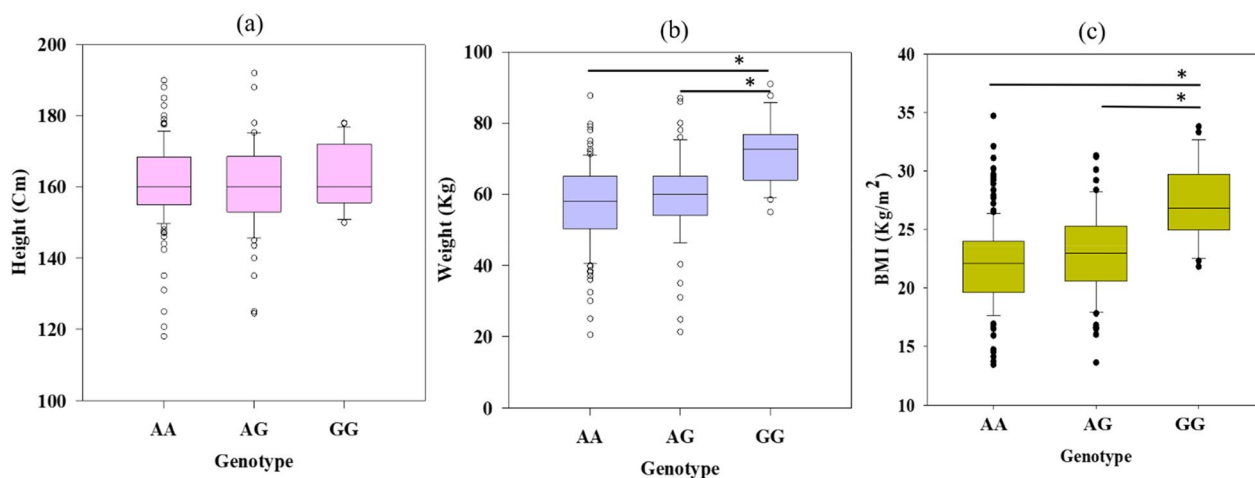 (a)
200
180
160
140
120
100
Height (Cm)
AA AG GG
Genotype
(b)
100
80
60
40
20
0
Weight (Kg)
* 
*
AA AG GG
Genotype
(c)
40
35
30
25
20
15
10
BMI (Kg/m²)
*
*
AA AG GG
Genotype